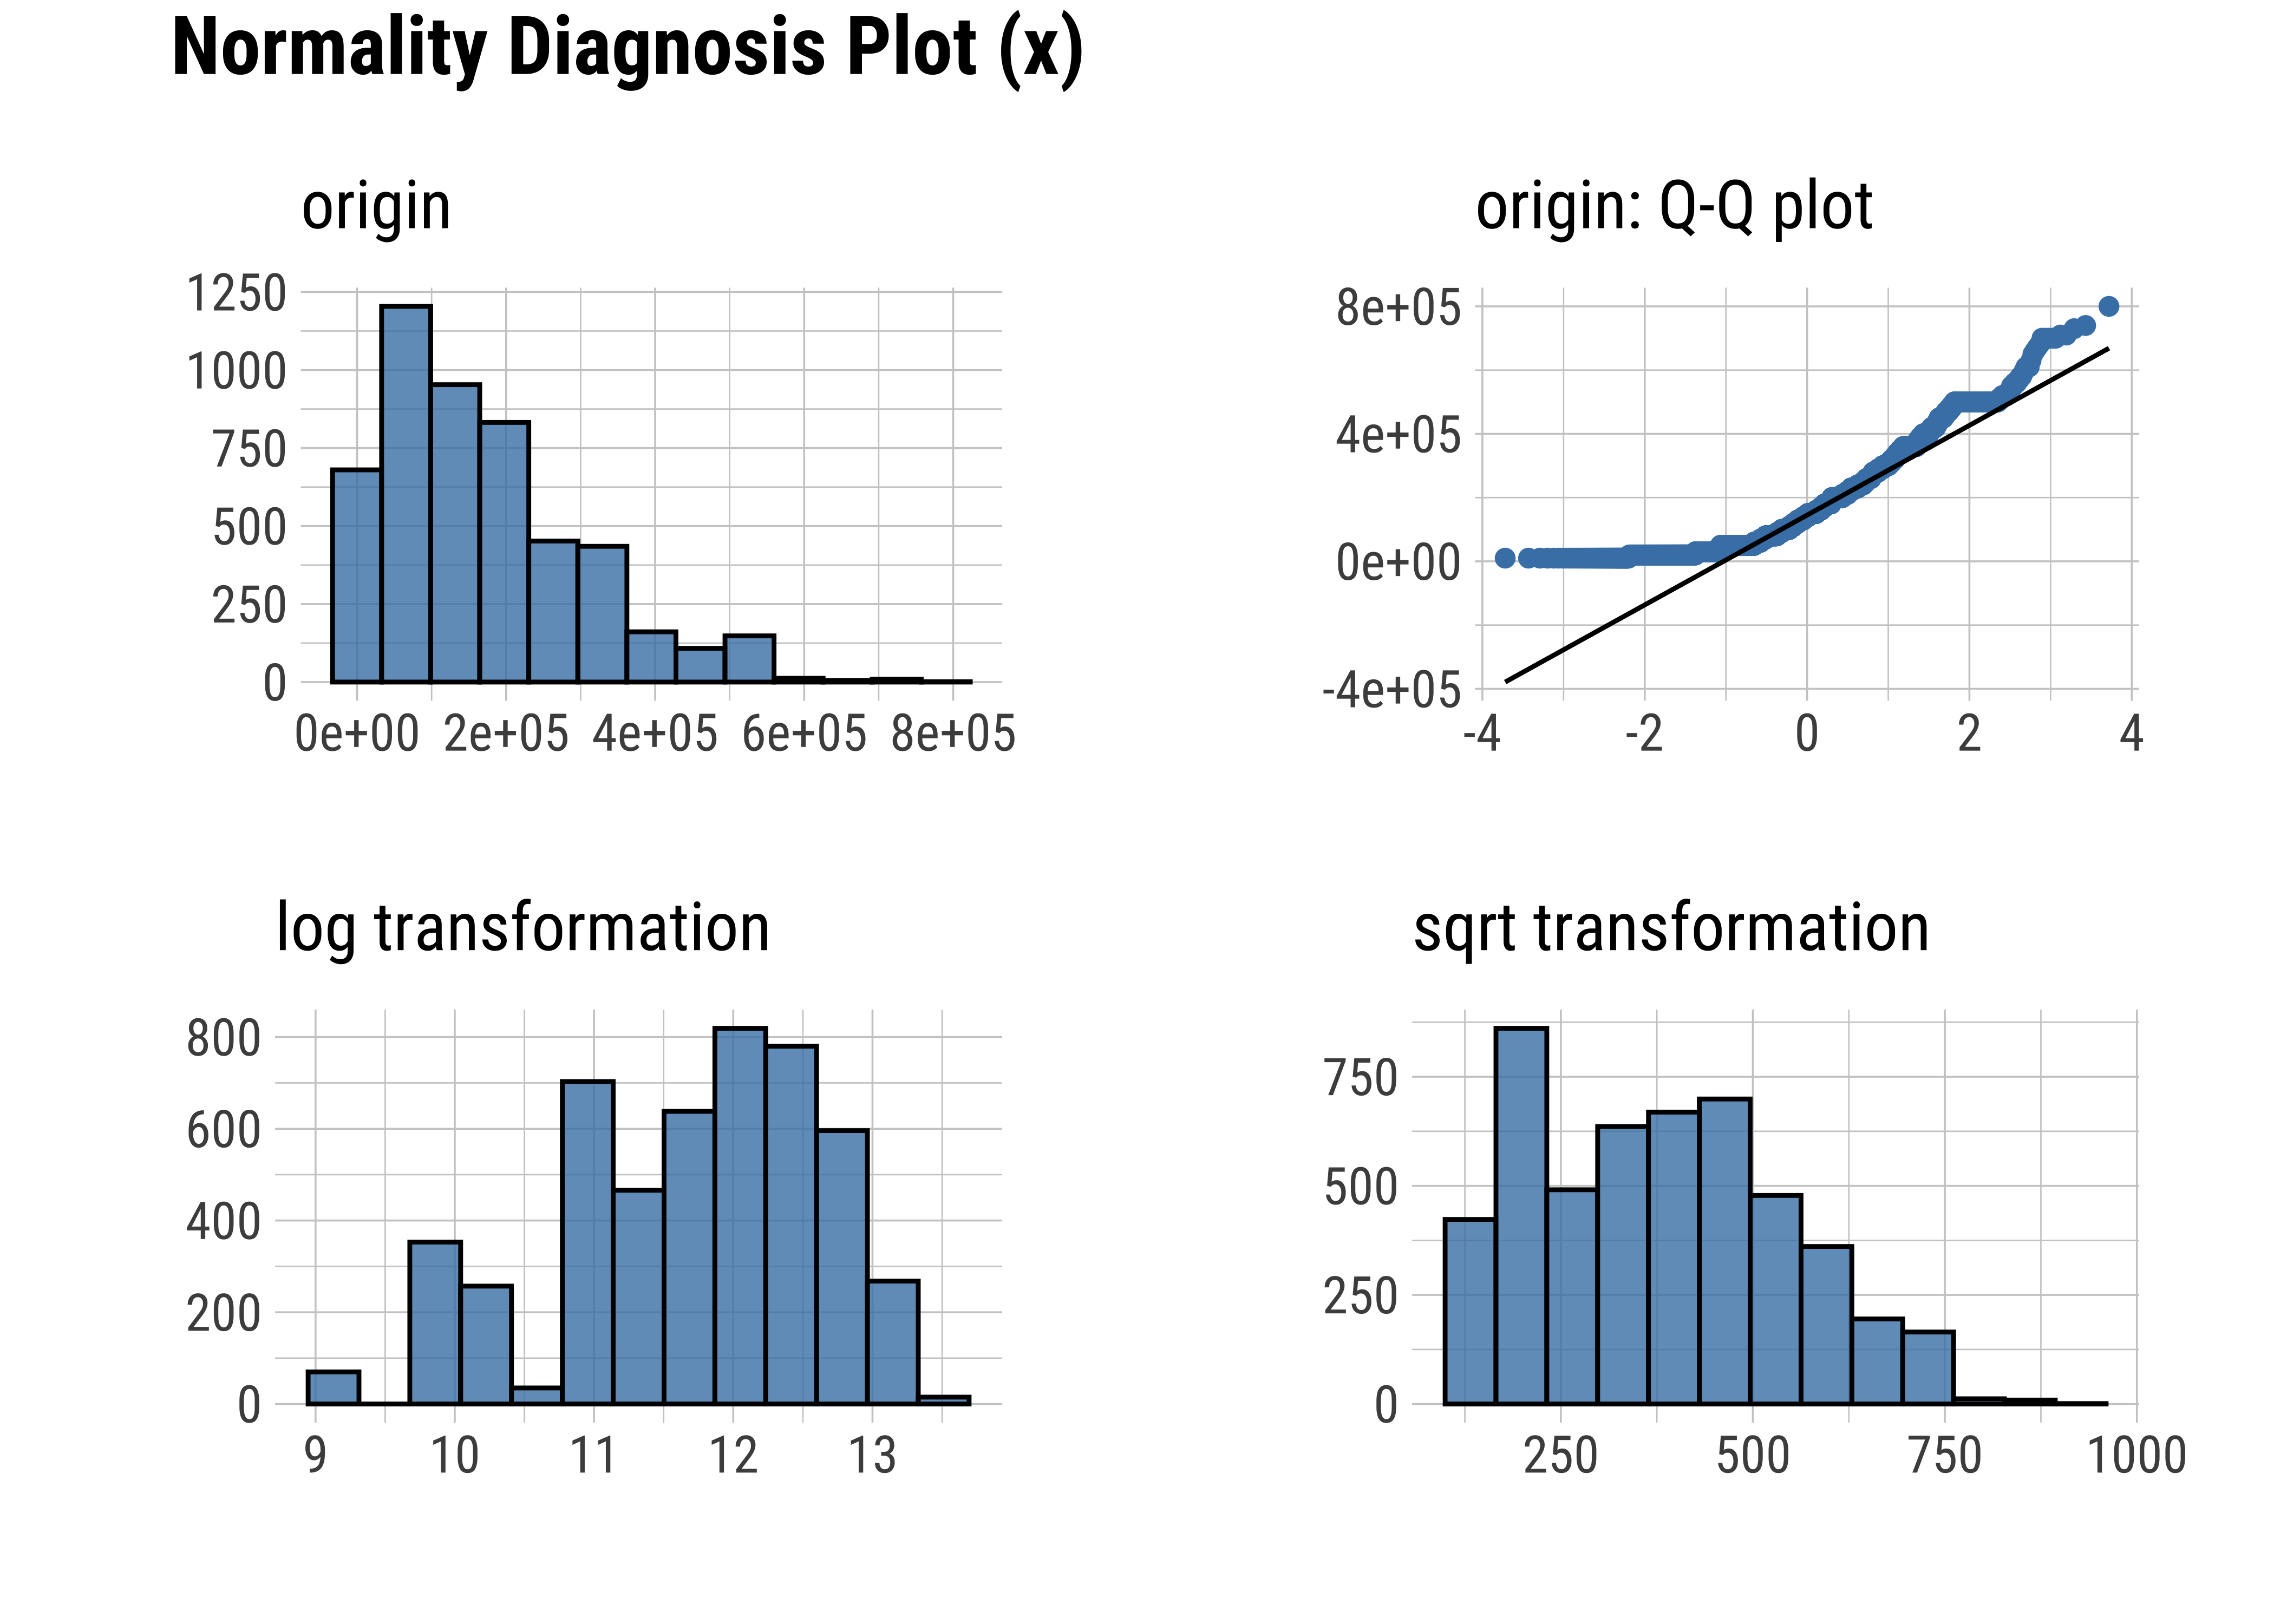 Normality Diagnosis Plot (x)
origin
1250
1000
750
500
250
0
0e+00 2e+05 4e+05 6e+05 8e+05
origin: Q-Q plot
8e+05
4e+05
0e+00
-4e+05
-4 -2 0 2 4
log transformation
800
600
400
200
0
9 10 11 12 13
sqrt transformation
750
500
250
0
250 500 750 1000